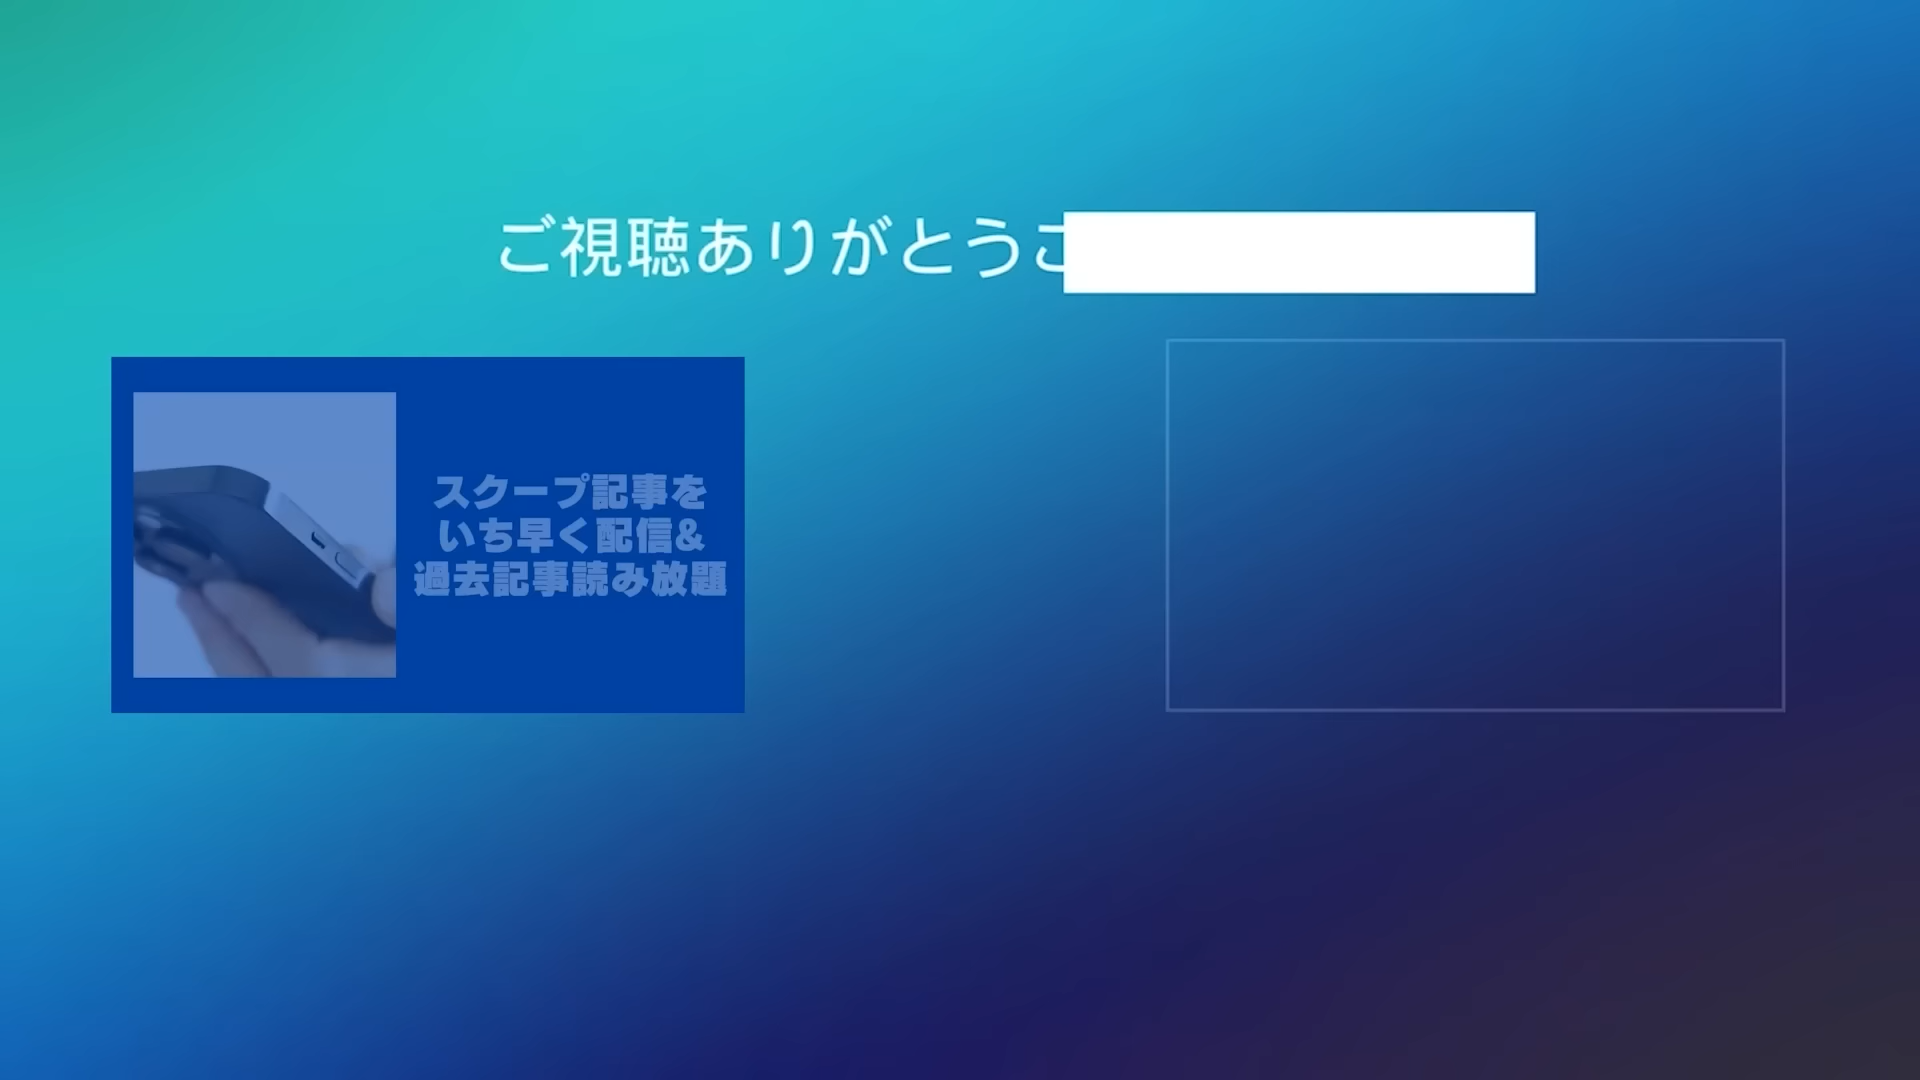 ご視聴ありがとうご
スクープ記事を
いち早く配信&
過去記事読み放題